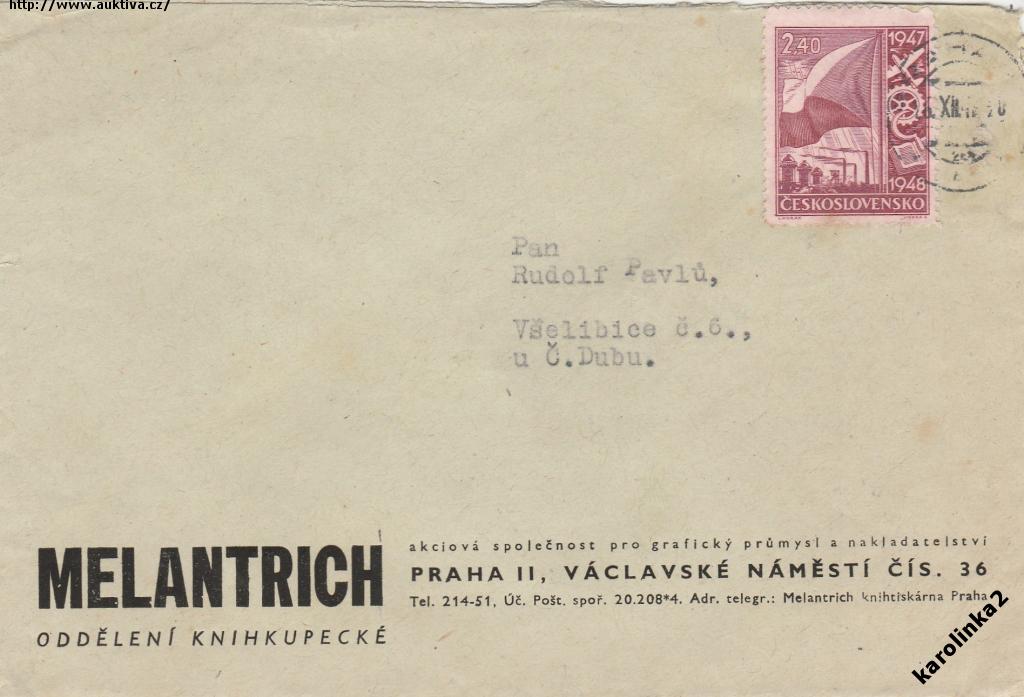 http://www.auktiva.cz/
2,40
1947
XII
1948
ČESKOSLOVENSKO
Pan
Rudolf Pavlů,
Všelibice č.6.,
u Č.Dubu.
MELANTRICH
ODDĚLENÍ KNIHKUPECKÉ
akciová společnost pro grafický průmysl a nakladatelství
PRAHA II, VÁCLAVSKÉ NÁMĚSTÍ ČÍS. 36
Tel. 214-51, Úč. Pošt. spoř. 20.208*4. Adr. telegr.: Melantrich knihtiskárna Praha
karolinka2